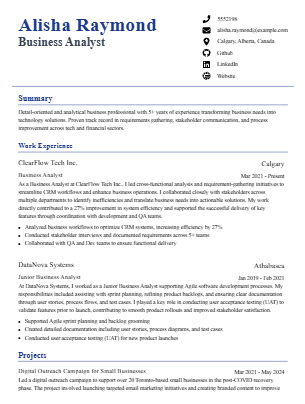 Alisha Raymond
Business Analyst
5552198
alisha.raymond@example.com
Calgary, Alberta, Canada
Github
LinkedIn
Website
Summary
Detail-oriented and analytical business professional with 5+ years of experience transforming business needs into
technology solutions. Proven track record in requirements gathering, stakeholder communication, and process
improvement across tech and financial sectors.
Work Experience
ClearFlow Tech Inc. Calgary
Business Analyst Mar 2021 - Present
As a Business Analyst at ClearFlow Tech Inc., I led cross-functional analysis and requirement-gathering initiatives to
streamline CRM workflows and enhance business operations. I collaborated closely with stakeholders across
multiple departments to identify inefficiencies and translate business needs into actionable solutions. My work
directly contributed to a 27% improvement in system efficiency and supported the successful delivery of key
features through coordination with development and QA teams.
• Analyzed business workflows to optimize CRM systems, increasing efficiency by 27%
• Conducted stakeholder interviews and documented requirements across 5+ teams
• Collaborated with QA and Dev teams to ensure functional delivery
DataNova Systems Athabasca
Junior Business Analyst Jan 2019 - Feb 2021
At DataNova Systems, I worked as a Junior Business Analyst supporting Agile software development processes. My
responsibilities included assisting with sprint planning, refining product backlogs, and ensuring clear documentation
through user stories, process flows, and test cases. I played a key role in conducting user acceptance testing (UAT) to
validate features prior to launch, contributing to smooth product rollouts and improved stakeholder satisfaction.
• Supported Agile sprint planning and backlog grooming
• Created detailed documentation including user stories, process diagrams, and test cases
• Conducted user acceptance testing (UAT) for new product launches
Projects
Digital Outreach Campaign for Small Businesses Mar 2021 - May 2024
Led a digital outreach campaign to support over 20 Toronto-based small businesses in the post-COVID recovery
phase. The project involved launching targeted email marketing initiatives and creating branded content to improve